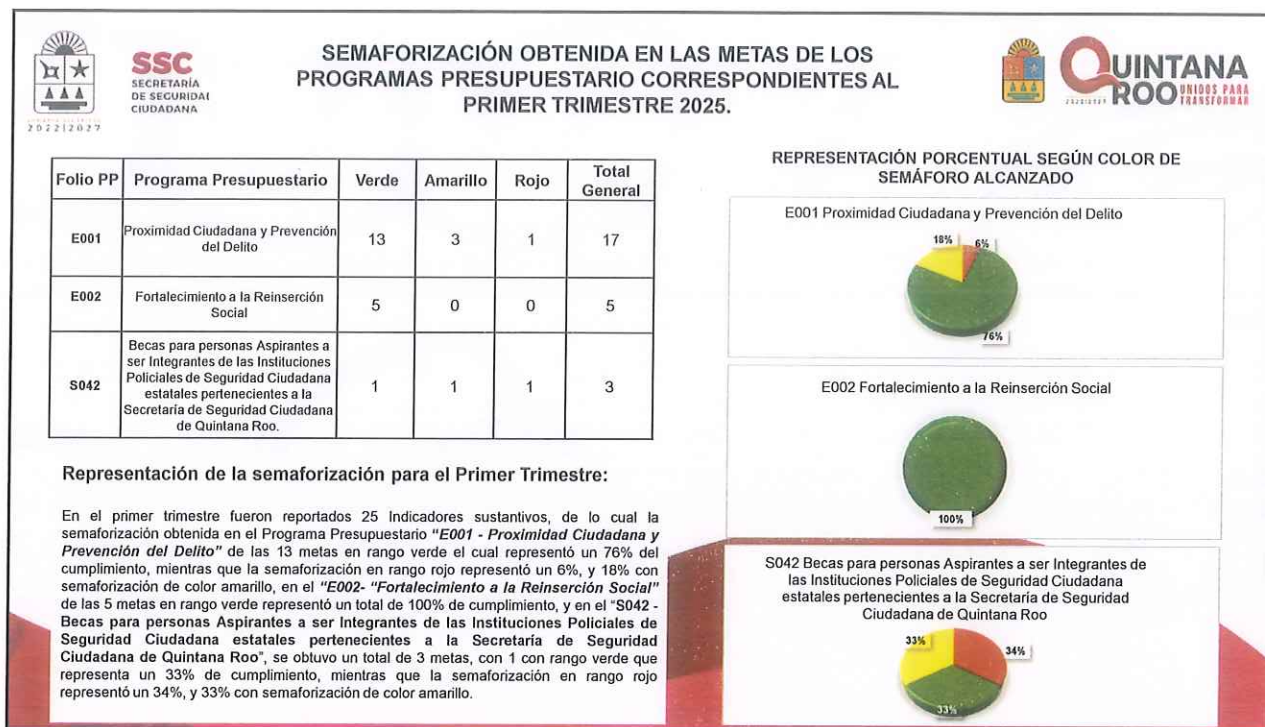 SSC
SECRETARÍA
DE SEGURIDAD
CIUDADANA
2022|2027
SEMAFORIZACIÓN OBTENIDA EN LAS METAS DE LOS
PROGRAMAS PRESUPUESTARIO CORRESPONDIENTES AL
PRIMER TRIMESTRE 2025.
QUINTANA
ROO
2022|2027
UNIDOS PARA
TRANSFORMAR
Folio PP Programa Presupuestario Verde Amarillo Rojo Total General
E001 Proximidad Ciudadana y Prevención
del Delito 13 3 1 17
E002 Fortalecimiento a la Reinserción
Social 5 0 0 5
Becas para personas Aspirantes a
ser Integrantes de las Instituciones
Policiales de Seguridad Ciudadana
S042 estatales pertenecientes a la 1 1 1 3
Secretaría de Seguridad Ciudadana
de Quintana Roo.
Representación de la semaforización para el Primer Trimestre:
En el primer trimestre fueron reportados 25 Indicadores sustantivos, de lo cual la
semaforización obtenida en el Programa Presupuestario "E001 - Proximidad Ciudadana y
Prevención del Delito" de las 13 metas en rango verde el cual representó un 76% del
cumplimiento, mientras que la semaforización en rango rojo representó un 6%, y 18% con
semaforización de color amarillo, en el "E002- "Fortalecimiento a la Reinserción Social"
de las 5 metas en rango verde representó un total de 100% de cumplimiento, y en el "S042 -
Becas para personas Aspirantes a ser Integrantes de las Instituciones Policiales de
Seguridad Ciudadana estatales pertenecientes a la Secretaría de Seguridad
Ciudadana de Quintana Roo", se obtuvo un total de 3 metas, con 1 con rango verde que
representa un 33% de cumplimiento, mientras que la semaforización en rango rojo
representó un 34%, y 33% con semaforización de color amarillo.
REPRESENTACIÓN PORCENTUAL SEGÚN COLOR DE
SEMÁFORO ALCANZADO
E001 Proximidad Ciudadana y Prevención del Delito
18% 6%
76%
E002 Fortalecimiento a la Reinserción Social
100%
S042 Becas para personas Aspirantes a ser Integrantes de
las Instituciones Policiales de Seguridad Ciudadana
estatales pertenecientes a la Secretaría de Seguridad
Ciudadana de Quintana Roo
33%
34%
33%